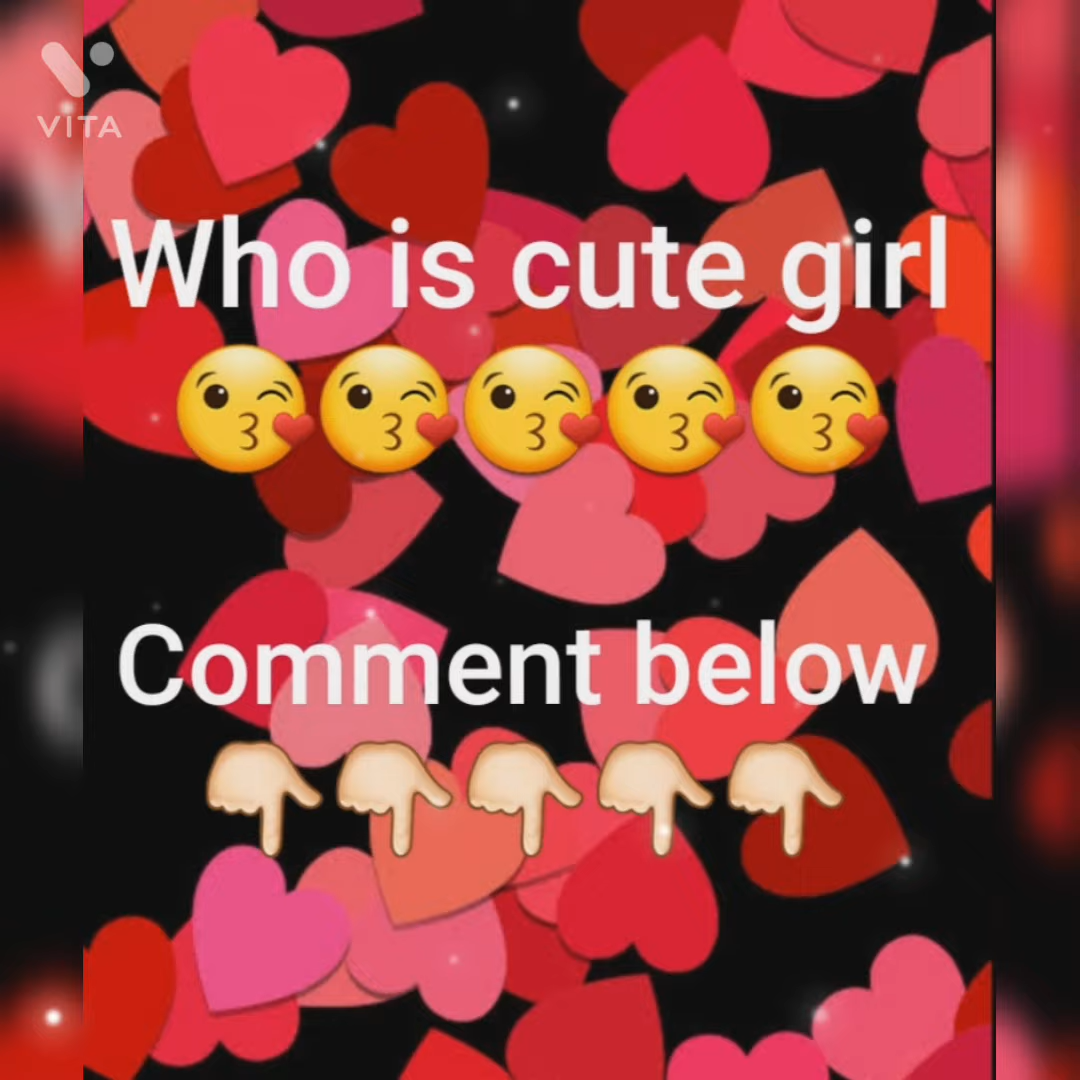 VITA
Who is cute girl
😘😘😘😘😘
Comment below
👇🏻👇🏻👇🏻👇🏻👇🏻